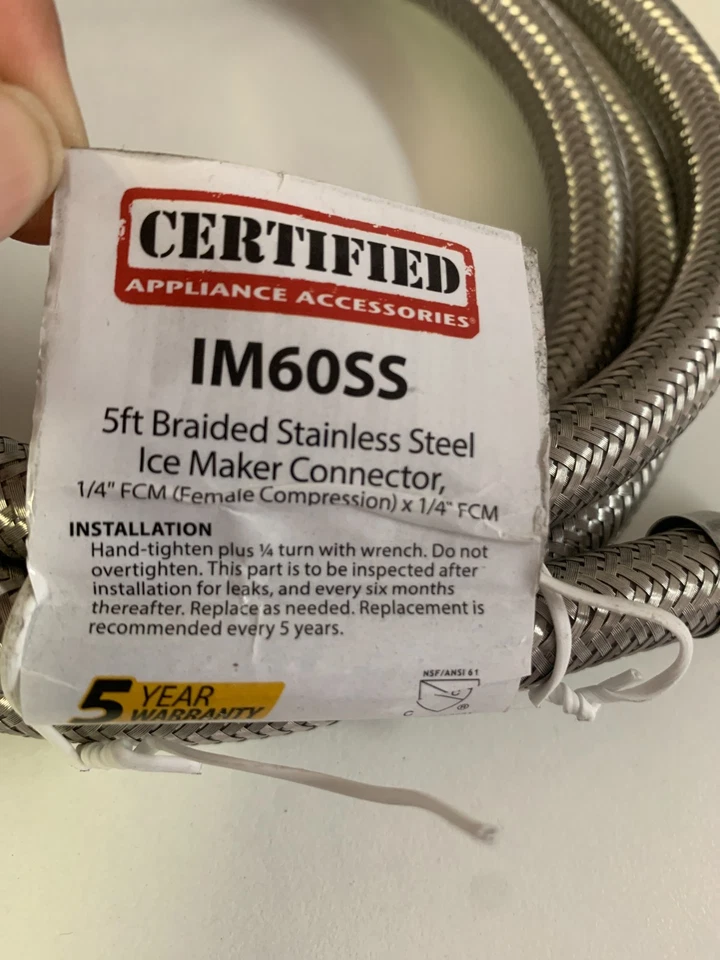 CERTIFIED
APPLIANCE ACCESSORIES®
IM60SS
5ft Braided Stainless Steel
Ice Maker Connector,
1/4" FCM (Female Compression) x 1/4" FCM
INSTALLATION
Hand-tighten plus ¼ turn with wrench. Do not
overtighten. This part is to be inspected after
installation for leaks, and every six months
thereafter. Replace as needed. Replacement is
recommended every 5 years.
5 YEAR
WARRANTY
NSF/ANSI 61
C
®
C